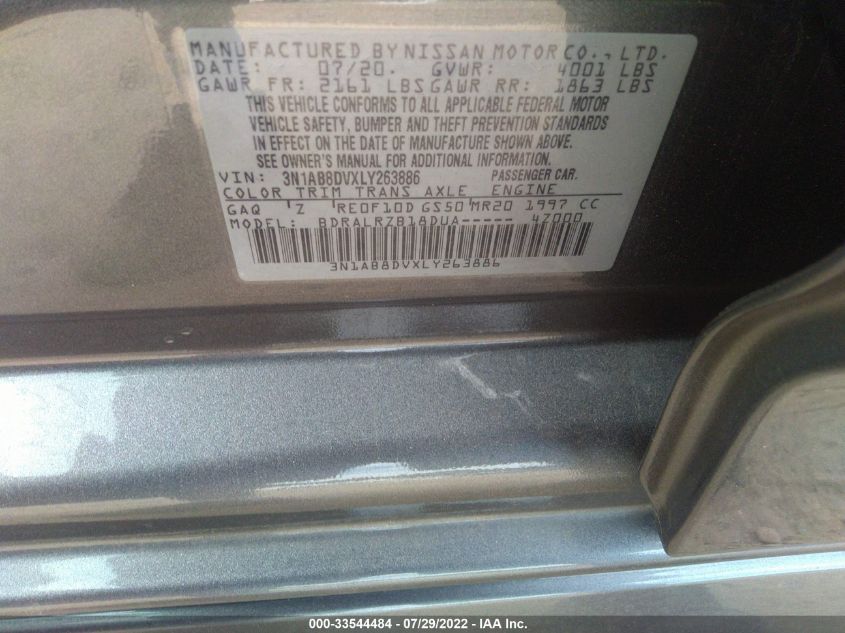 MANUFACTURED BY NISSAN MOTOR CO., LTD.
DATE: 07/20. GVWR: 4001 LBS
GAWR FR: 2161 LBS GAWR RR: 1863 LBS
THIS VEHICLE CONFORMS TO ALL APPLICABLE FEDERAL MOTOR
VEHICLE SAFETY, BUMPER AND THEFT PREVENTION STANDARDS
IN EFFECT ON THE DATE OF MANUFACTURE SHOWN ABOVE.
SEE OWNER'S MANUAL FOR ADDITIONAL INFORMATION.
VIN: 3N1AB8DVXLY263886 PASSENGER CAR.
COLOR TRIM TRANS AXLE ENGINE
GAQ 'Z RE0F10D GS50 MR20 1997 CC
MODEL: BDRALRZB18DUA----- 4Z000
3N1AB8DVXLY263886
000-33544484 - 07/29/2022 - IAA Inc.